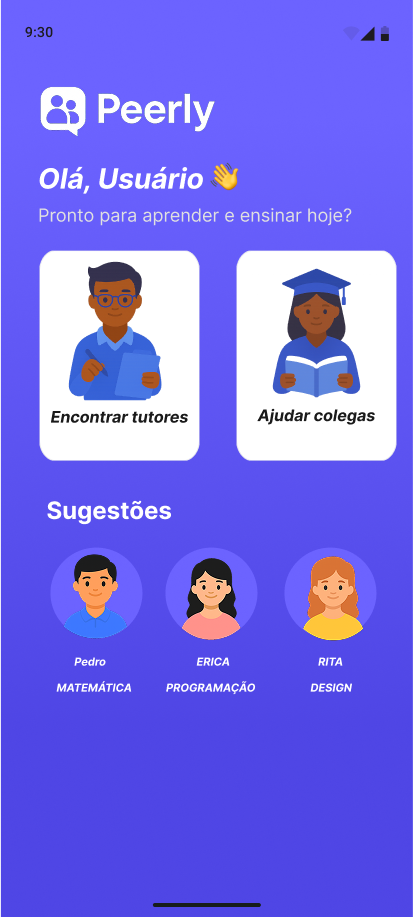 9:30
Peerly
Olá, Usuário 👋
Pronto para aprender e ensinar hoje?
Encontrar tutores
Ajudar colegas
Sugestões
Pedro
ERICA
RITA
MATEMÁTICA
PROGRAMAÇÃO
DESIGN